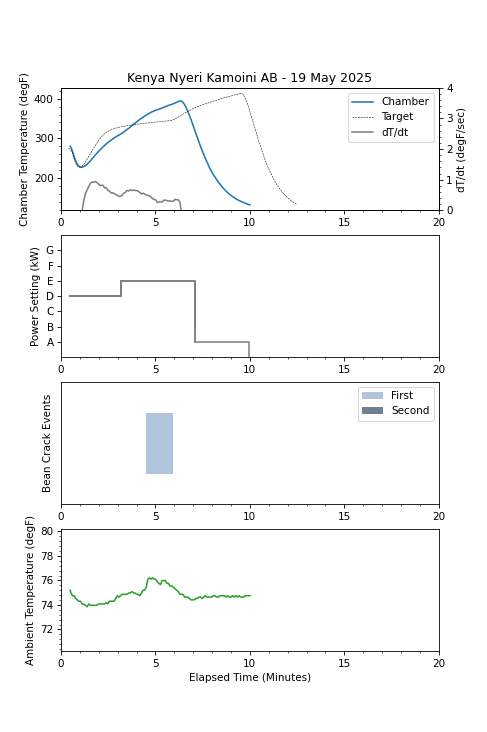 Kenya Nyeri Kamoini AB - 19 May 2025
Chamber Temperature (degF)
400
300
200
Chamber
Target
dT/dt
4
3
2
1
0
dT/dt (degF/sec)
0 5 10 15 20
Power Setting (kW)
G
F
E
D
C
B
A
0 5 10 15 20
Bean Crack Events
First
Second
0 5 10 15 20
Ambient Temperature (degF)
80
78
76
74
72
0 5 10 15 20
Elapsed Time (Minutes)